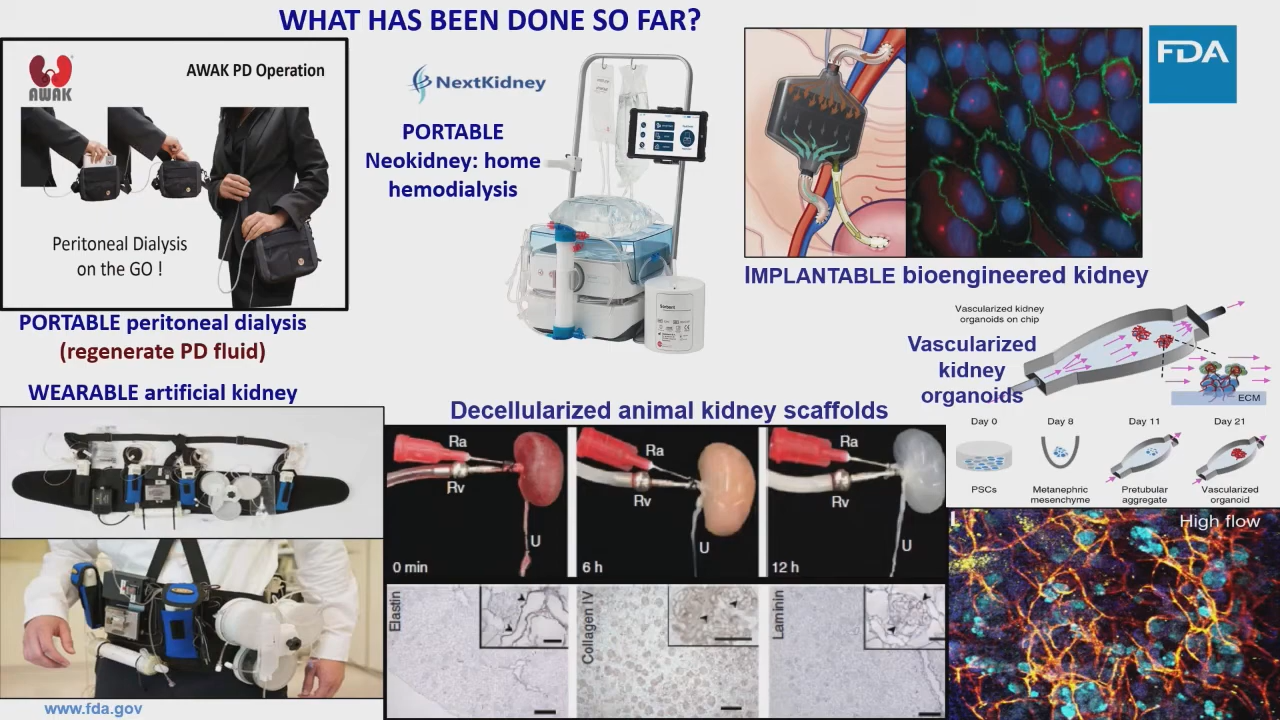 WHAT HAS BEEN DONE SO FAR?
AWAK
AWAK PD Operation
Peritoneal Dialysis
on the GO !
PORTABLE peritoneal dialysis
(regenerate PD fluid)
NextKidney
PORTABLE
Neokidney: home
hemodialysis
FDA
IMPLANTABLE bioengineered kidney
Vascularized kidney
organoids on chip
Vascularized
kidney
organoids
ECM
Day 0
Day 8
Day 11
Day 21
PSCs
Metanephric
mesenchyme
Pretubular
aggregate
Vascularized
organoid
WEARABLE artificial kidney
Decellularized animal kidney scaffolds
Ra
Rv
U
0 min
Ra
Rv
U
6 h
Ra
Rv
U
12 h
Elastin
Collagen IV
Laminin
High flow
www.fda.gov